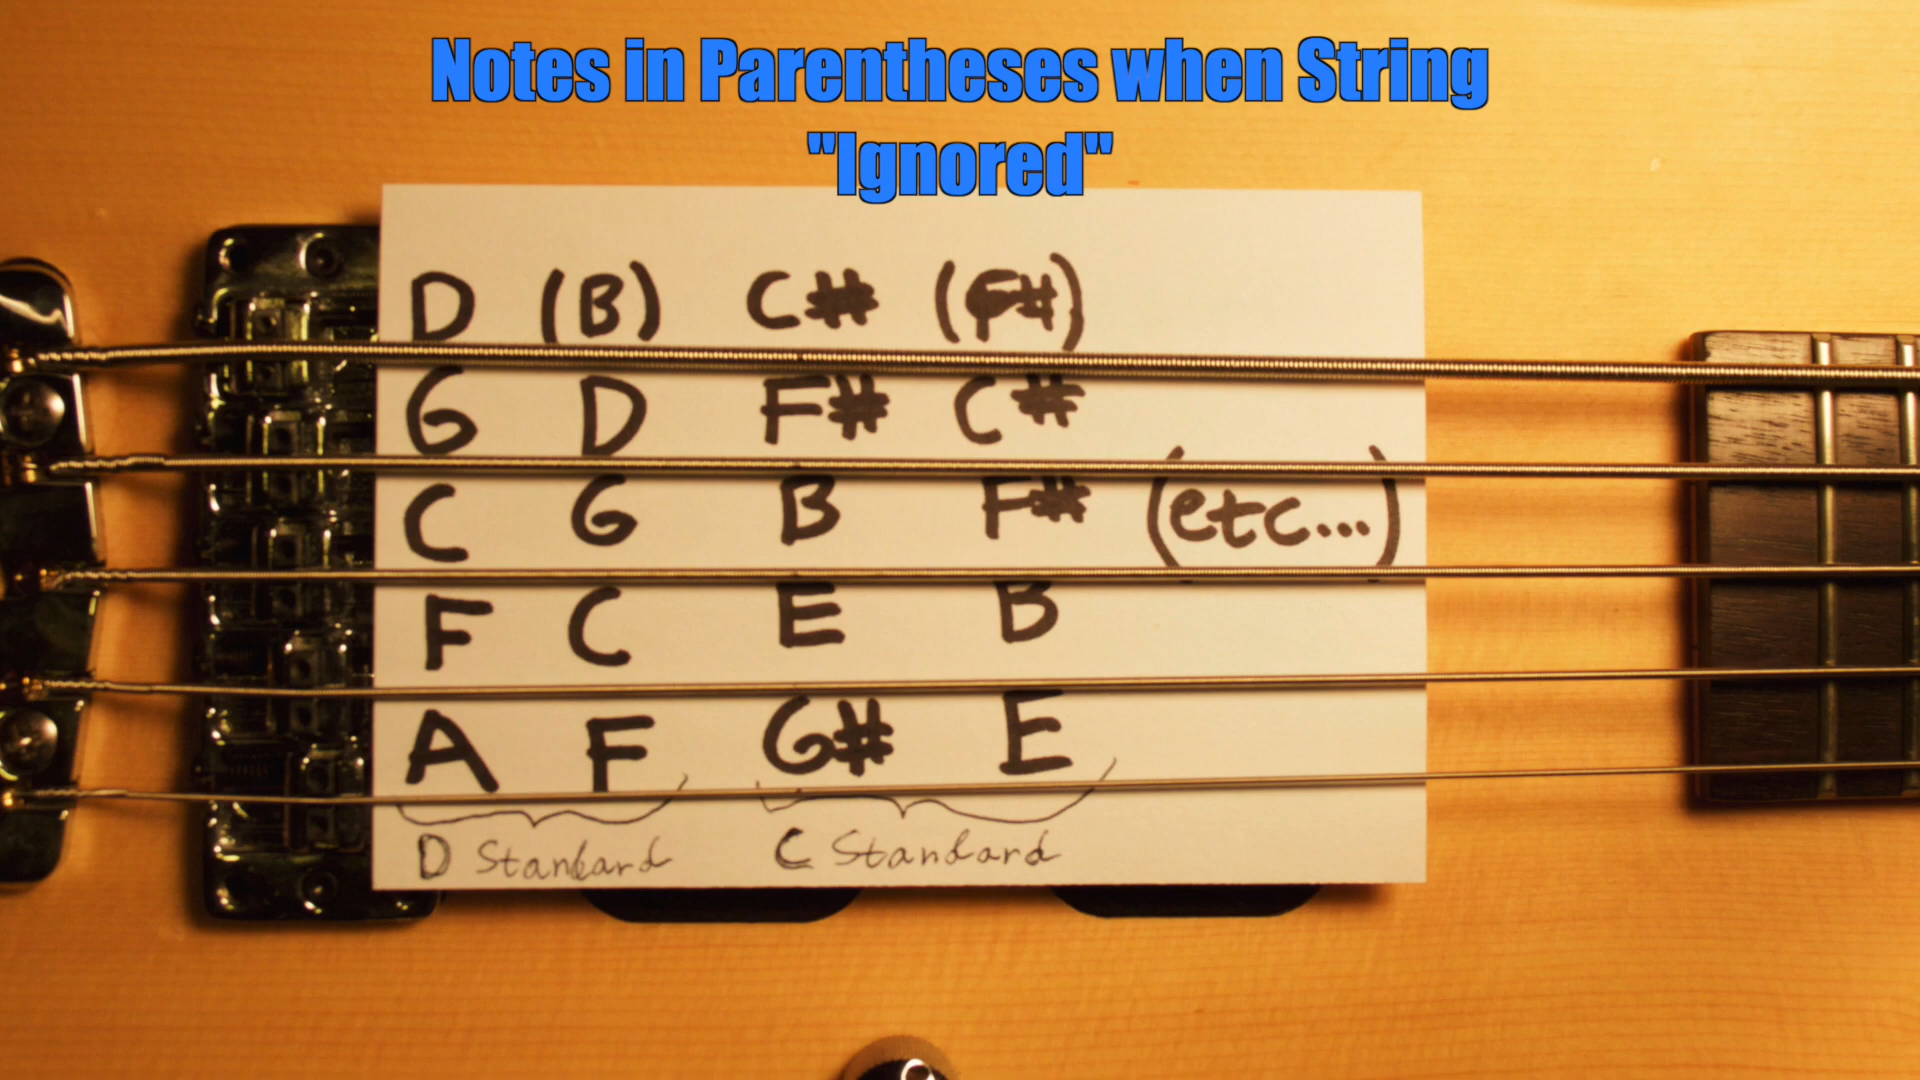 Notes in Parentheses when String
"Ignored"
D (B) C# (F#)
G D F# C#
C G B F# (etc...)
F C E B
A F G# E
D Standard C Standard